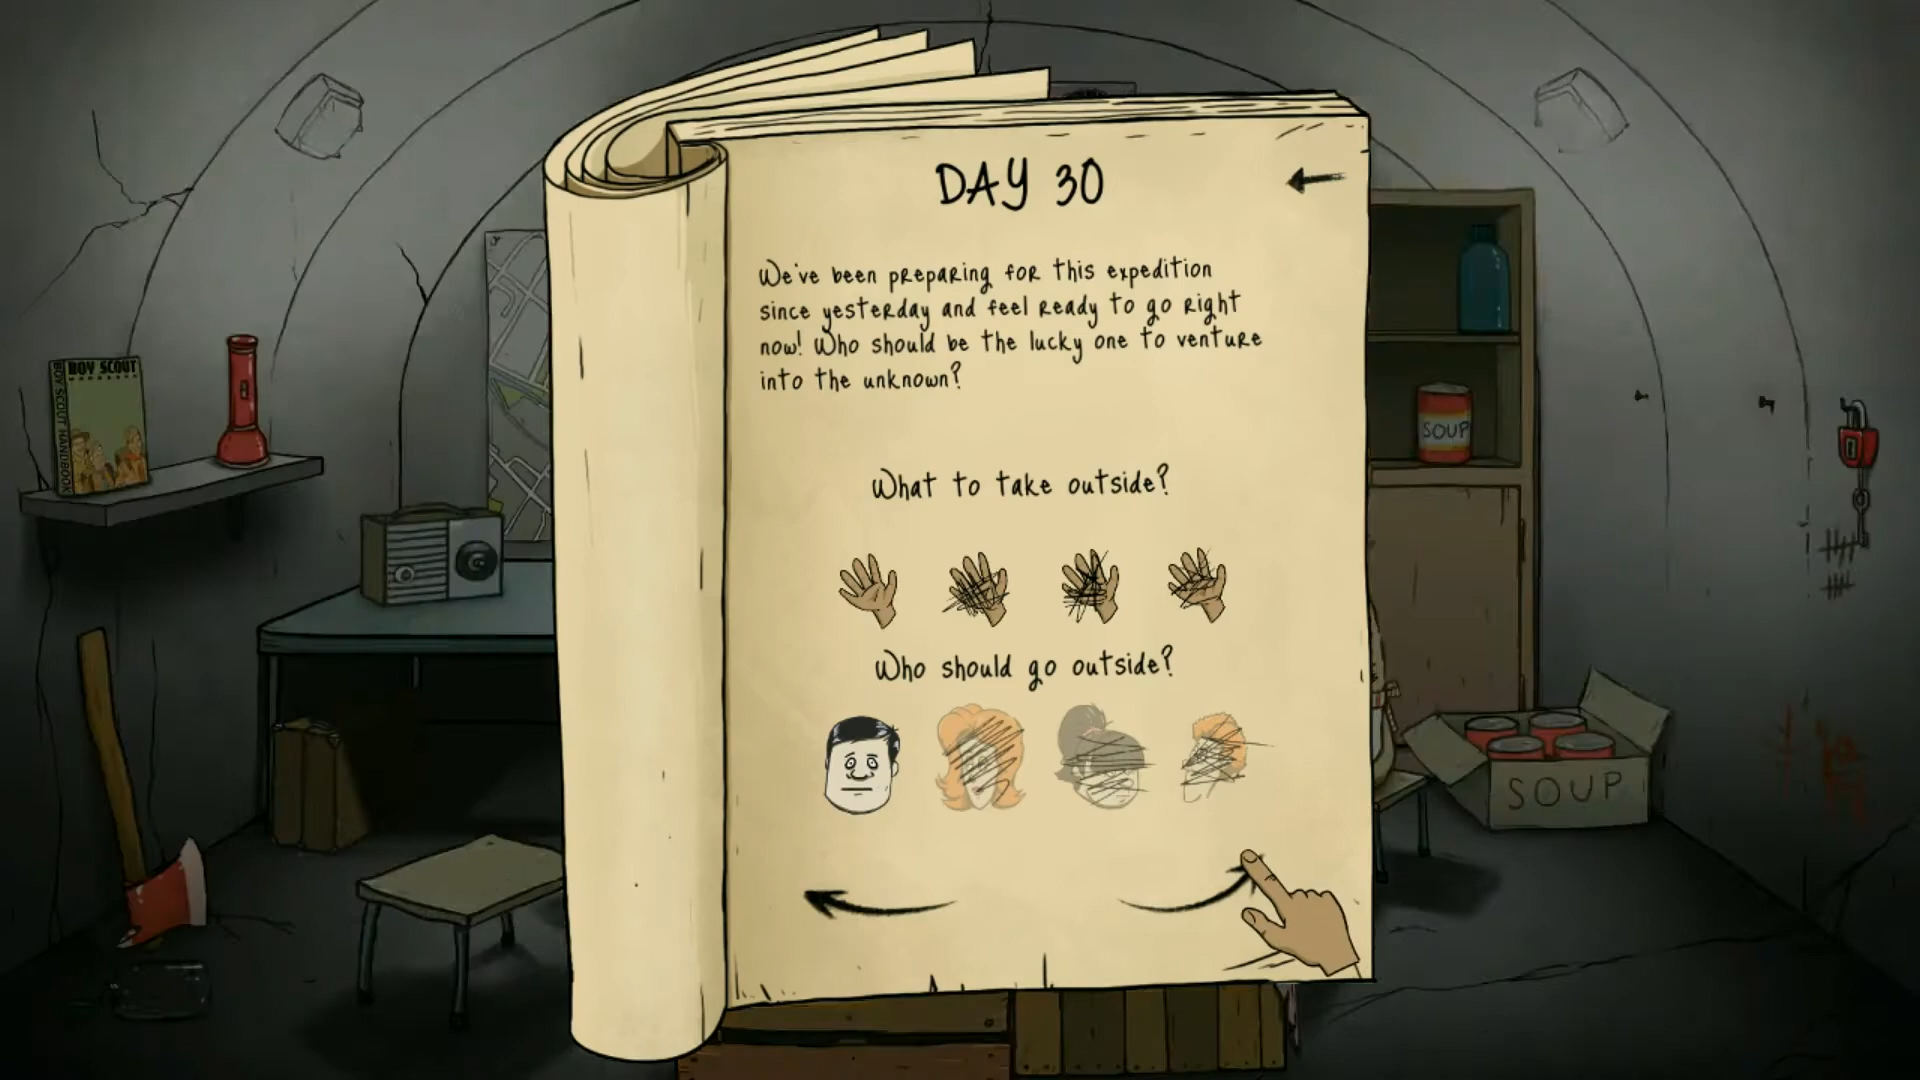 DAY 30
We've been preparing for this expedition
since yesterday and feel ready to go right
now! Who should be the lucky one to venture
into the unknown?
What to take outside?
Who should go outside?
BOY SCOUT
BOY SCOUT HANDBOOK
SOUP
SOUP